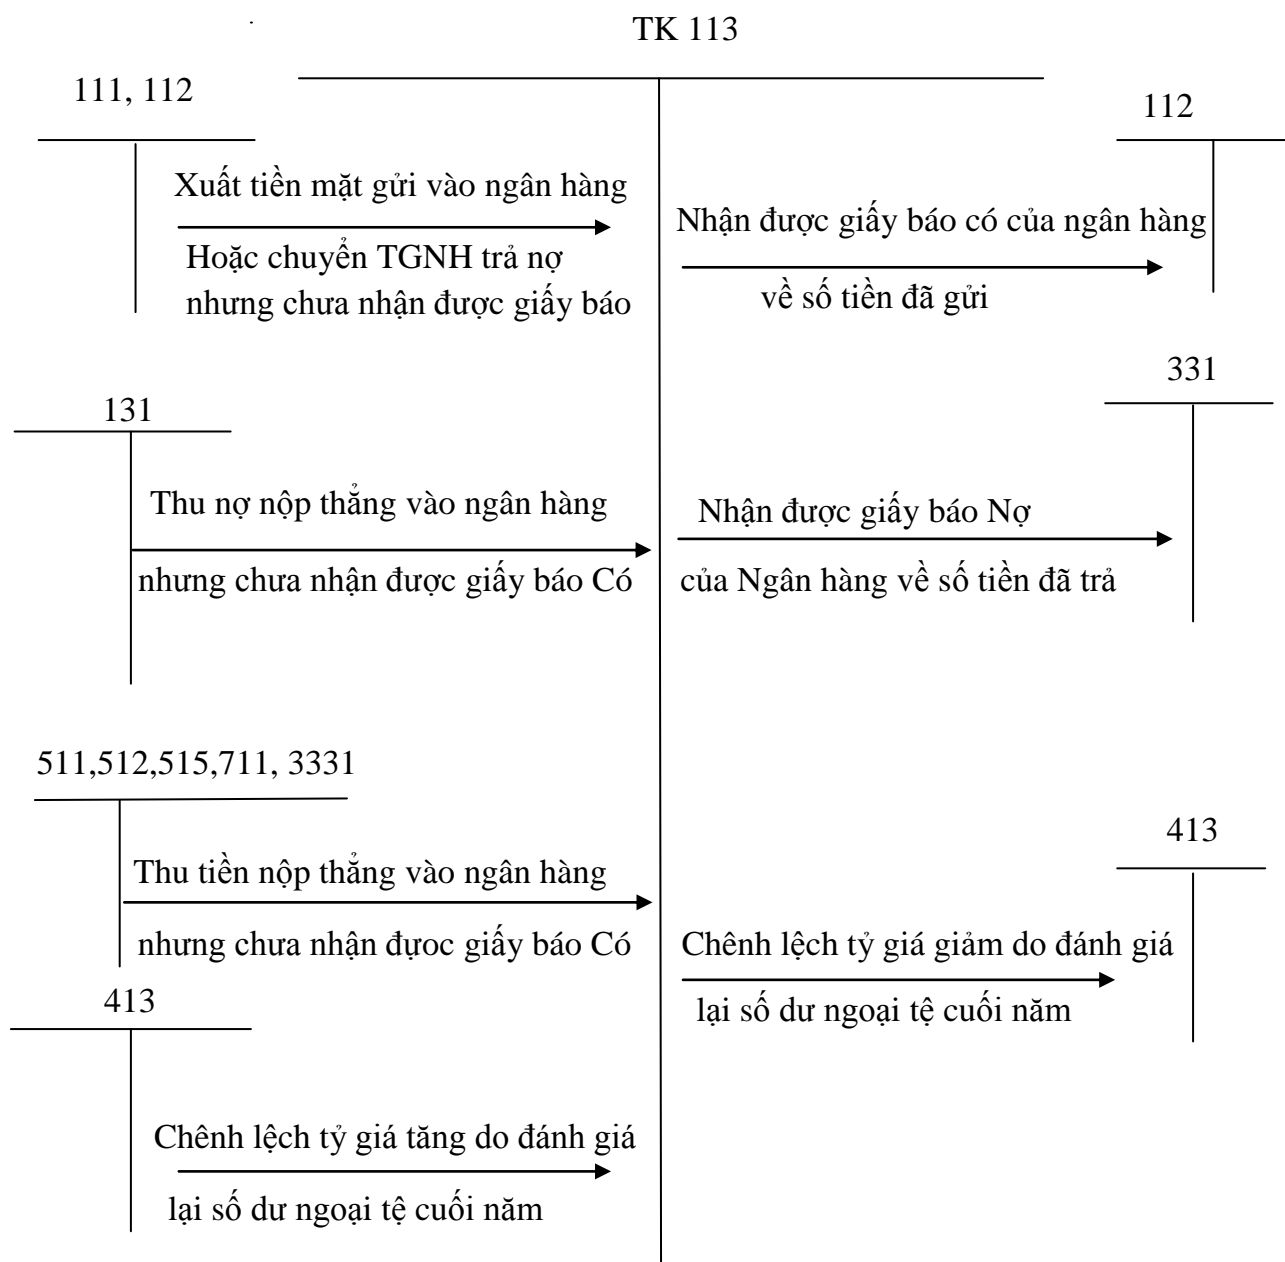 TK 113
111, 112
112
Xuất tiền mặt gửi vào ngân hàng
Hoặc chuyển TGNH trả nợ
nhưng chưa nhận được giấy báo
Nhận được giấy báo có của ngân hàng
về số tiền đã gửi
331
131
Thu nợ nộp thẳng vào ngân hàng
nhưng chưa nhận được giấy báo Có
Nhận được giấy báo Nợ
của Ngân hàng về số tiền đã trả
511,512,515,711, 3331
Thu tiền nộp thẳng vào ngân hàng
nhưng chưa nhận đựoc giấy báo Có
413
Chênh lệch tỷ giá giảm do đánh giá
lại số dư ngoại tệ cuối năm
413
Chênh lệch tỷ giá tăng do đánh giá
lại số dư ngoại tệ cuối năm